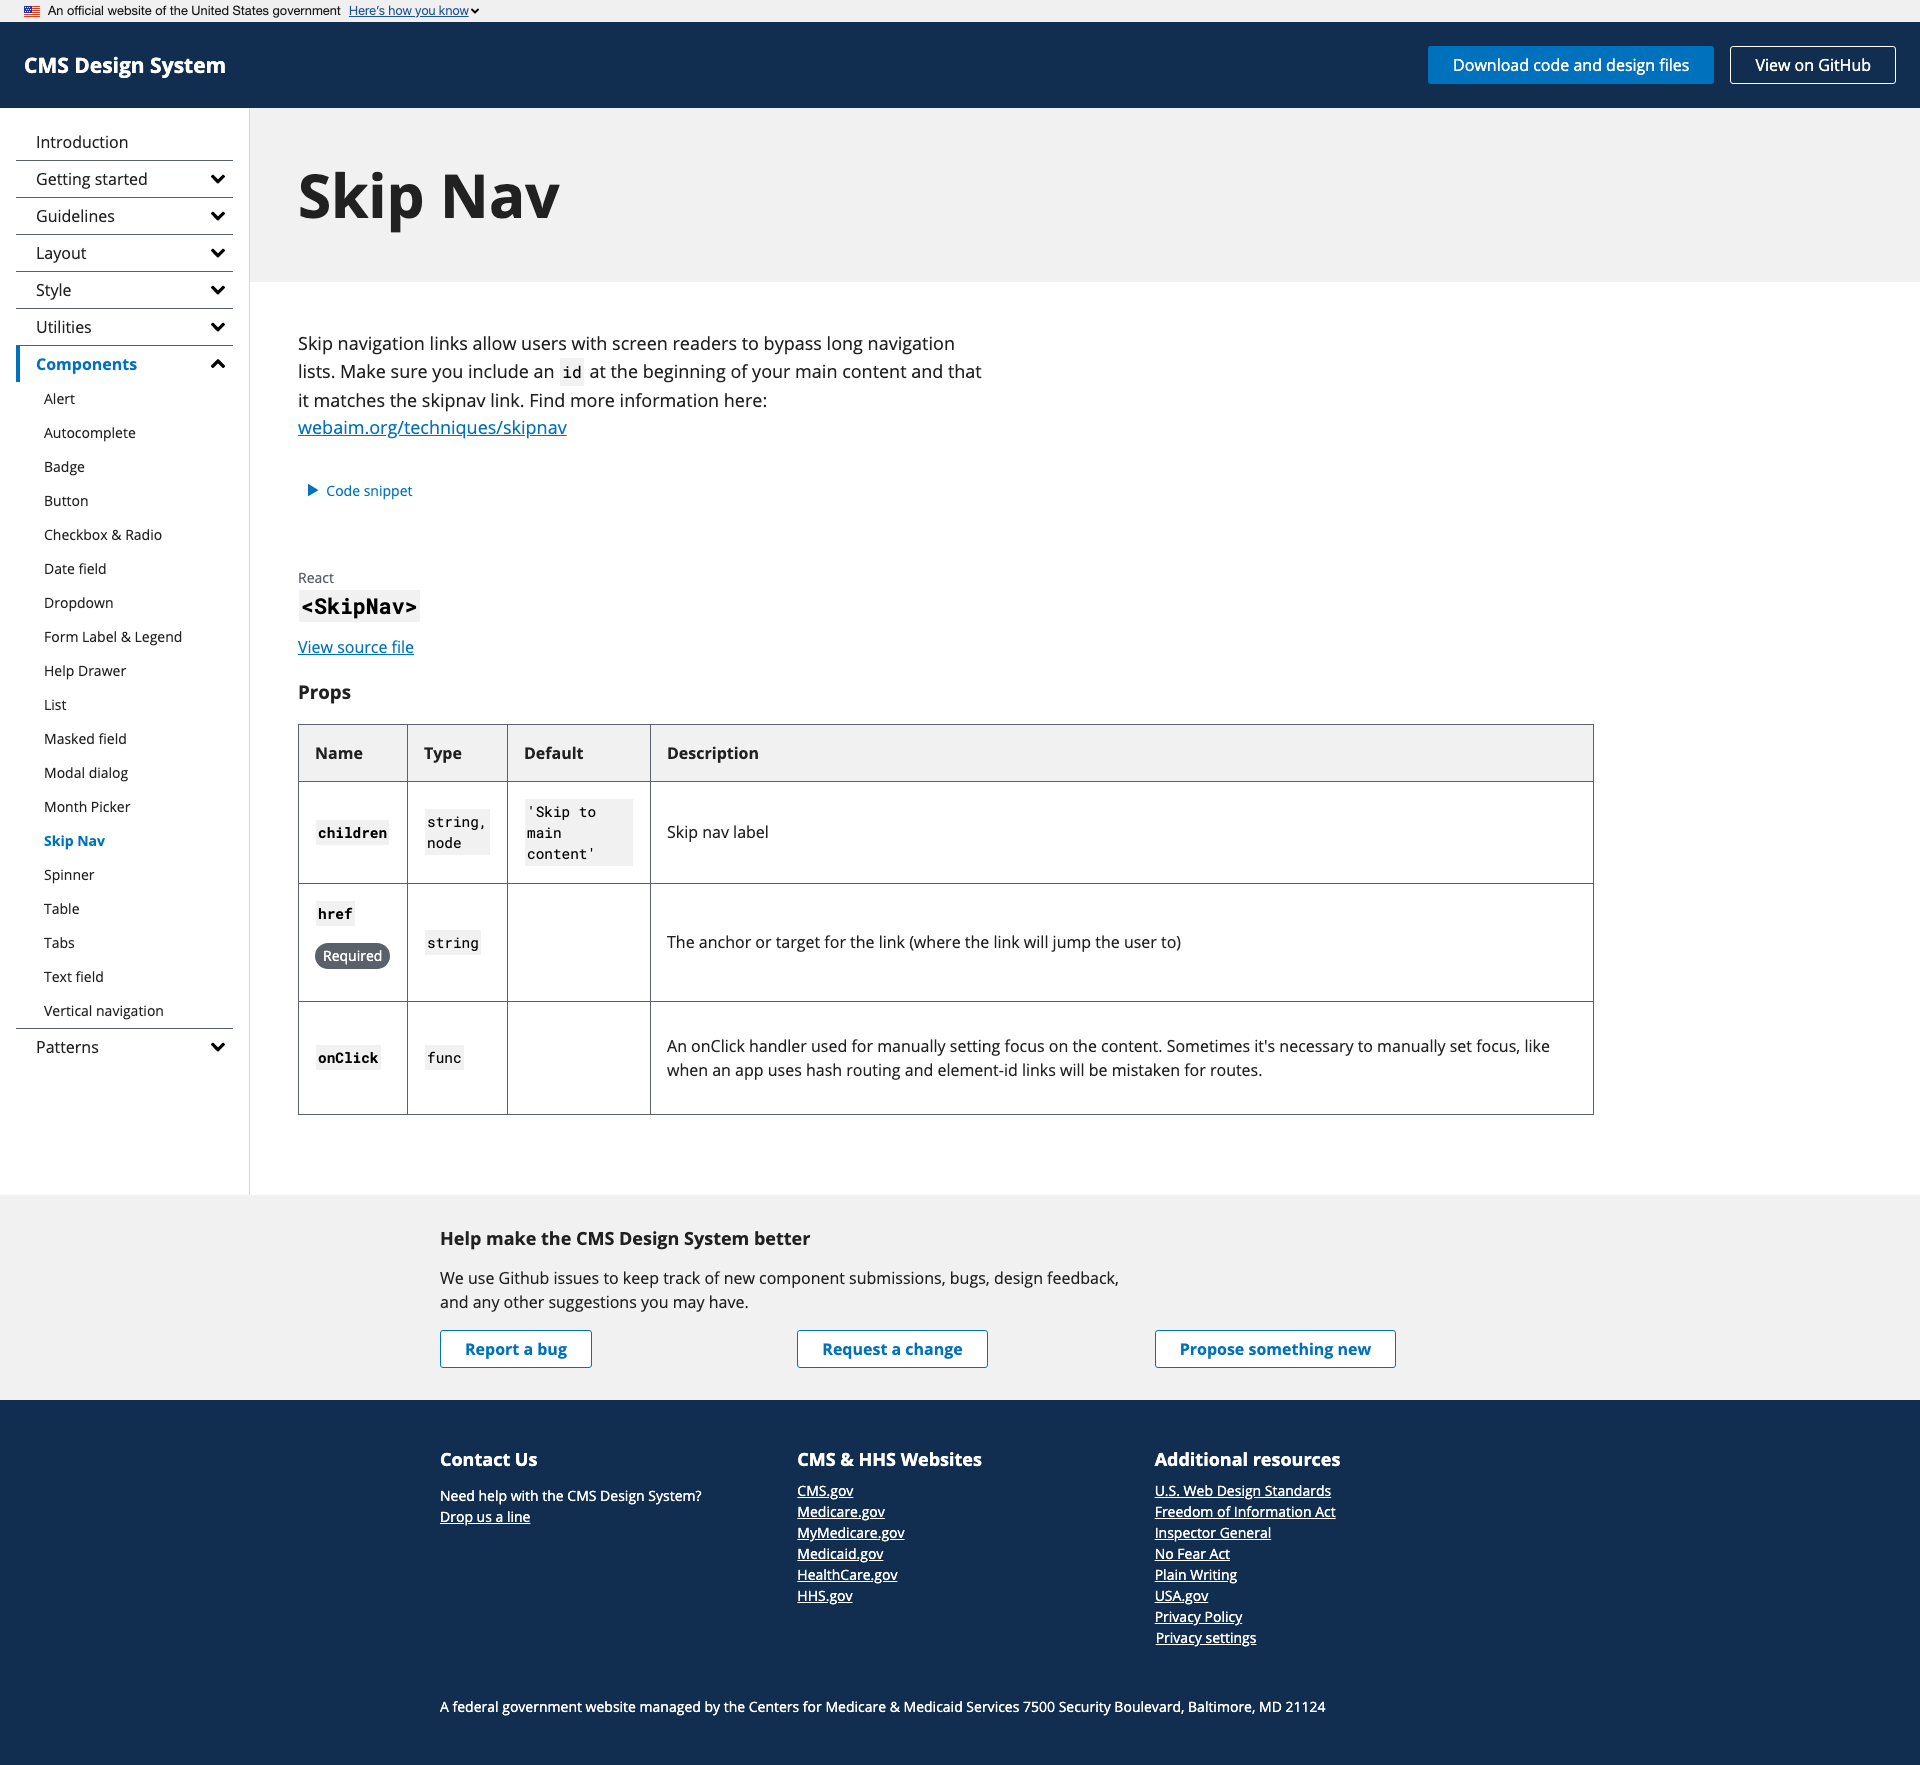 An official website of the United States government Here's how you know
CMS Design System
Download code and design files
View on GitHub
Introduction
Getting started
Guidelines
Layout
Style
Utilities
Components
Alert
Autocomplete
Badge
Button
Checkbox & Radio
Date field
Dropdown
Form Label & Legend
Help Drawer
List
Masked field
Modal dialog
Month Picker
Skip Nav
Spinner
Table
Tabs
Text field
Vertical navigation
Patterns
Skip Nav
Skip navigation links allow users with screen readers to bypass long navigation
lists. Make sure you include an id at the beginning of your main content and that
it matches the skipnav link. Find more information here:
webaim.org/techniques/skipnav
Code snippet
React
<SkipNav>
View source file
Props
Name Type Default Description
children
string,
node
'Skip to
main
content'
Skip nav label
href
Required
string
The anchor or target for the link (where the link will jump the user to)
onClick
func
An onClick handler used for manually setting focus on the content. Sometimes it's necessary to manually set focus, like
when an app uses hash routing and element-id links will be mistaken for routes.
Help make the CMS Design System better
We use Github issues to keep track of new component submissions, bugs, design feedback,
and any other suggestions you may have.
Report a bug
Request a change
Propose something new
Contact Us
Need help with the CMS Design System?
Drop us a line
CMS & HHS Websites
CMS.gov
Medicare.gov
MyMedicare.gov
Medicaid.gov
HealthCare.gov
HHS.gov
Additional resources
U.S. Web Design Standards
Freedom of Information Act
Inspector General
No Fear Act
Plain Writing
USA.gov
Privacy Policy
Privacy settings
A federal government website managed by the Centers for Medicare & Medicaid Services 7500 Security Boulevard, Baltimore, MD 21124